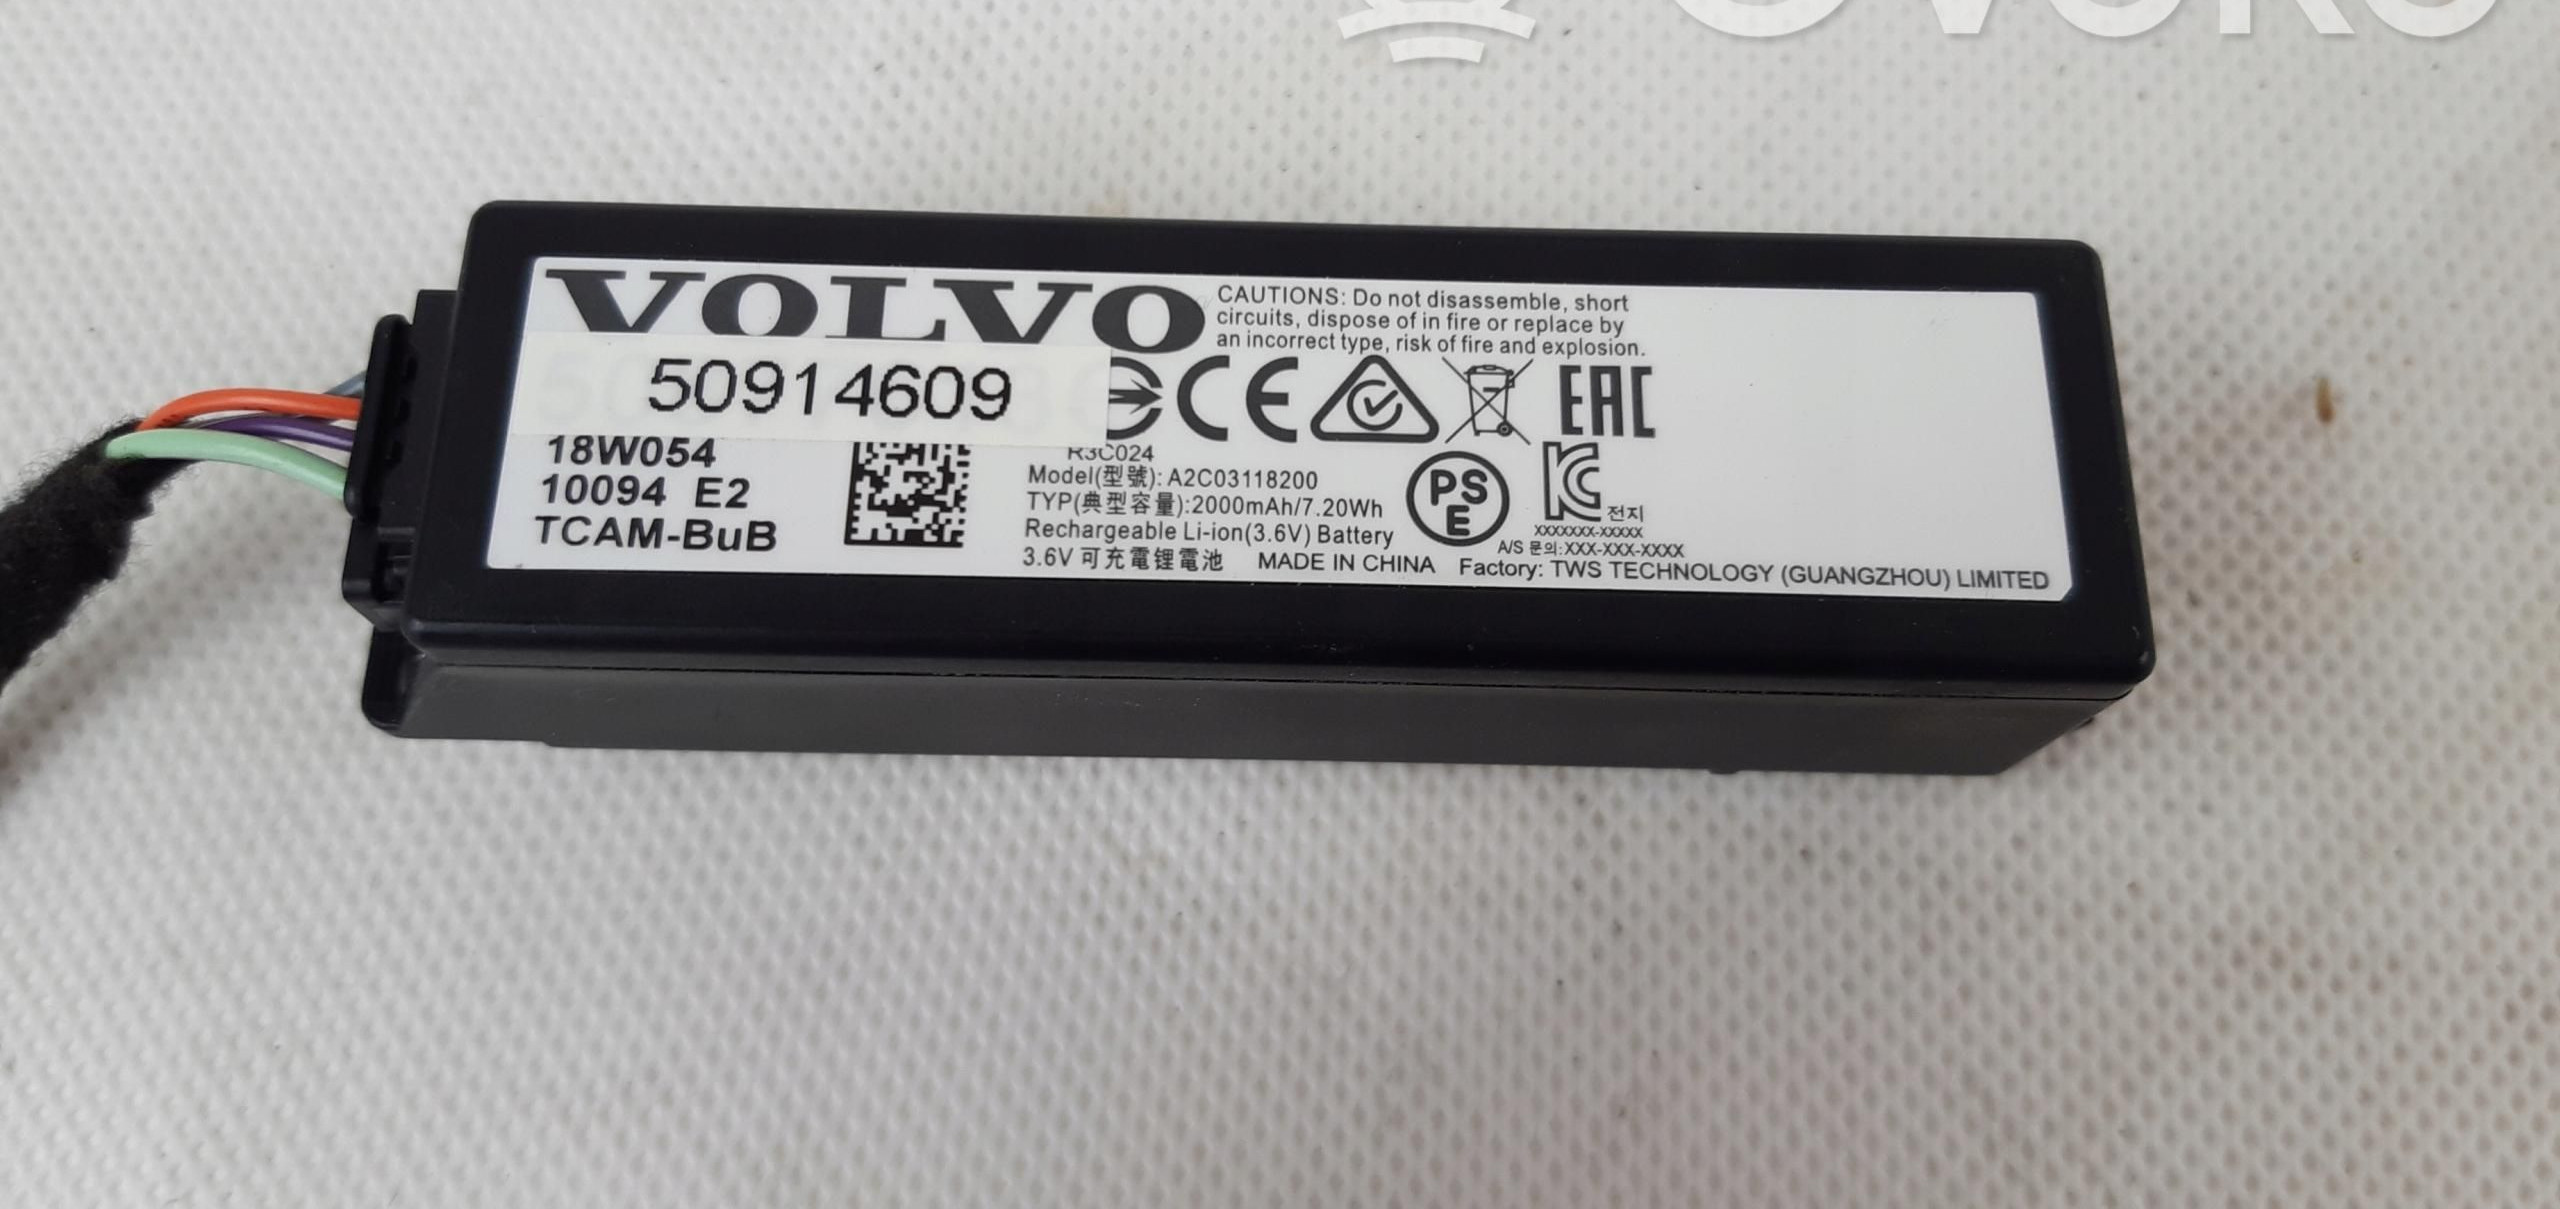 VOLVO
CAUTIONS: Do not disassemble, short
circuits, dispose of in fire or replace by
an incorrect type, risk of fire and explosion.
50914609
CE
EAC
18W054
10094 E2
TCAM-BuB
R3C024
Model(型號): A2C03118200
TYP(典型容量):2000mAh/7.20Wh
Rechargeable Li-ion(3.6V) Battery
3.6V 可充電鋰電池
MADE IN CHINA
Factory: TWS TECHNOLOGY (GUANGZHOU) LIMITED
PS
E
KC
전지
XXXXXXX-XXXXX
A/S 문의:XXX-XXX-XXXX